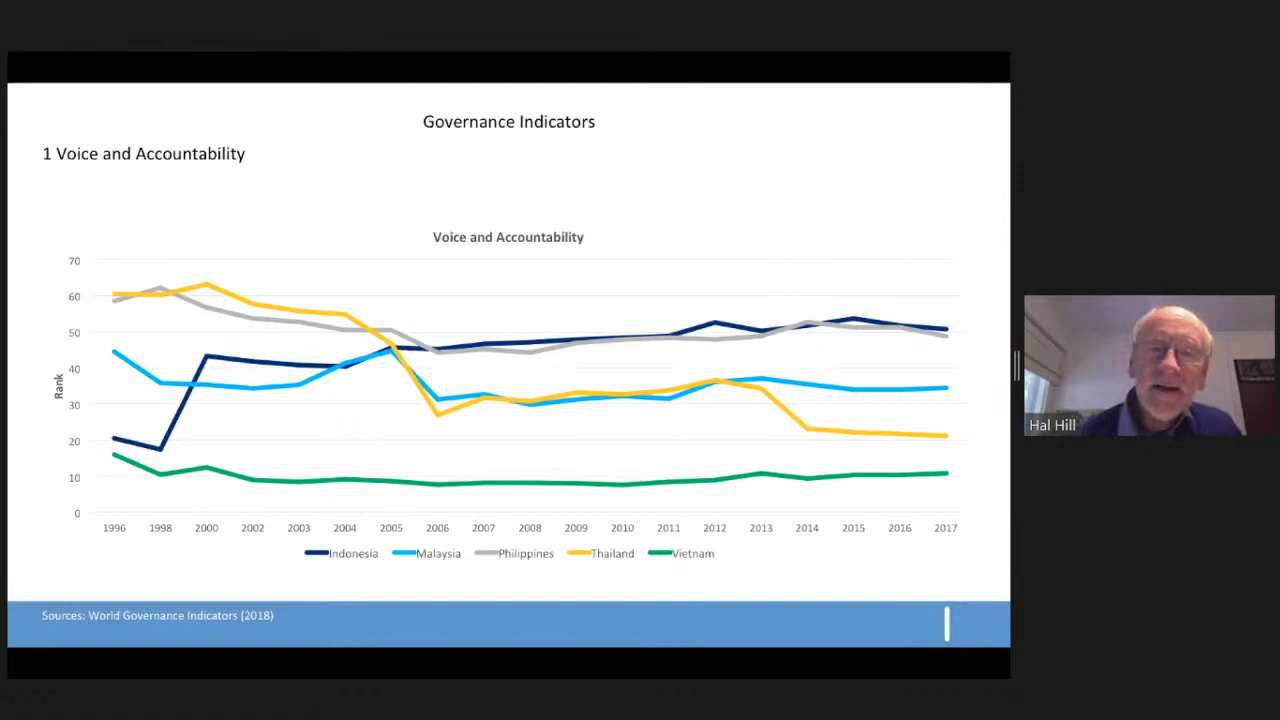 Governance Indicators
1 Voice and Accountability
Voice and Accountability
70
60
50
40
30
20
10
0
Rank
1996 1998 2000 2002 2003 2004 2005 2006 2007 2008 2009 2010 2011 2012 2013 2014 2015 2016 2017
Indonesia Malaysia Philippines Thailand Vietnam
Sources: World Governance Indicators (2018)
Hal Hill